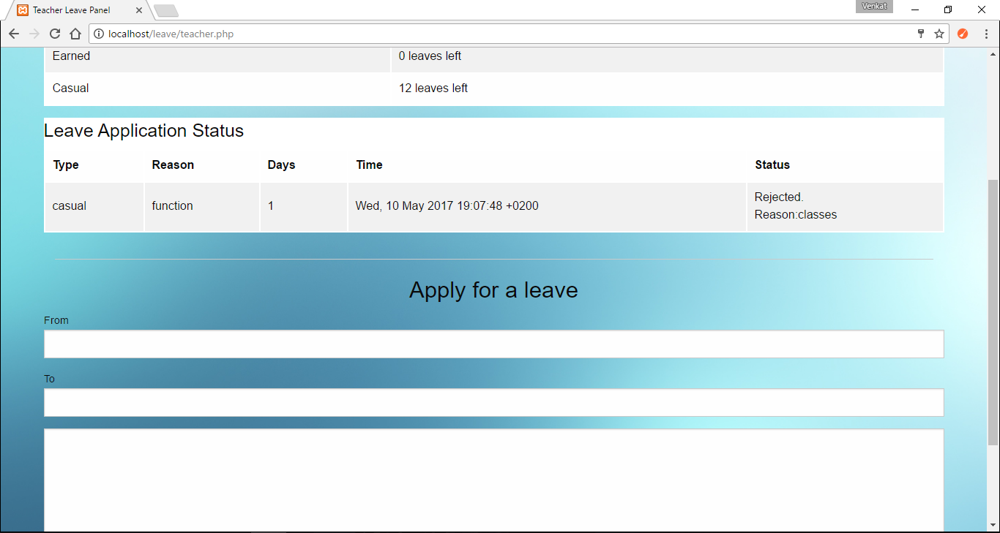 Teacher Leave Panel
Venkat
localhost/leave/teacher.php
Earned 0 leaves left
Casual 12 leaves left
Leave Application Status
Type Reason Days Time Status
casual function 1 Wed, 10 May 2017 19:07:48 +0200 Rejected.
Reason:classes
Apply for a leave
From
To